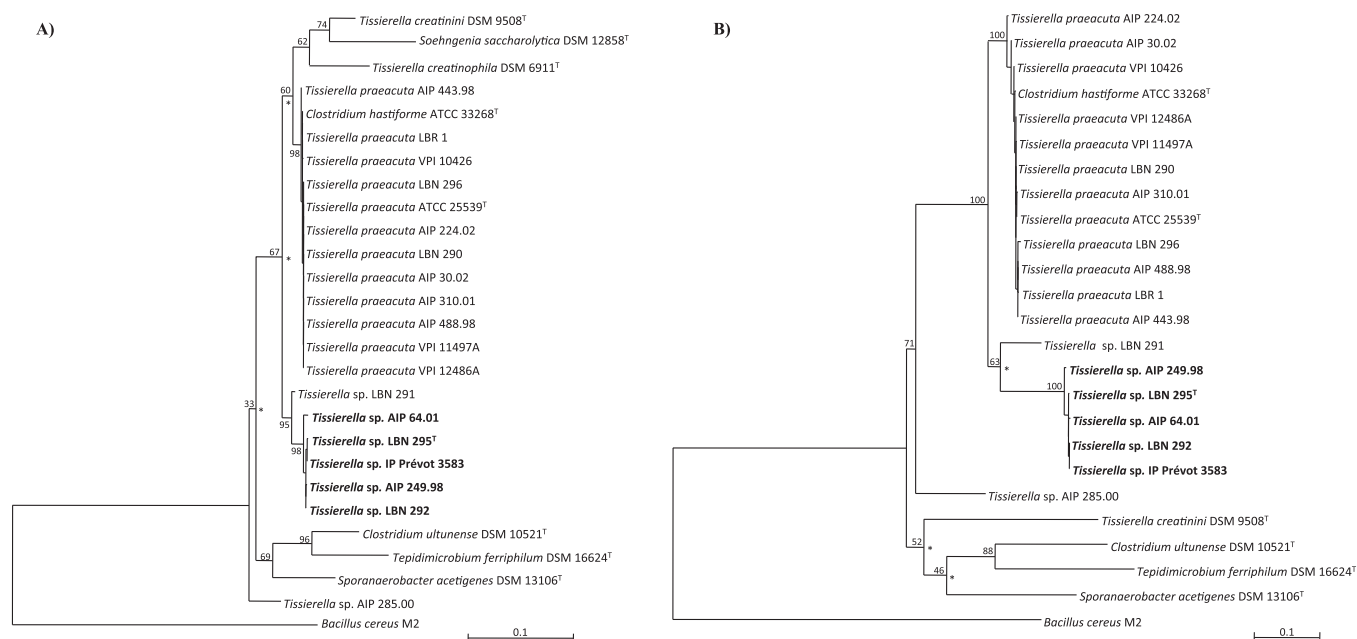 A)
74
Tissierella creatinini DSM 9508ᵀ
Soehngenia saccharolytica DSM 12858ᵀ
62
Tissierella creatinophila DSM 6911ᵀ
60
*
Tissierella praeacuta AIP 443.98
Clostridium hastiforme ATCC 33268ᵀ
Tissierella praeacuta LBR 1
98
Tissierella praeacuta VPI 10426
Tissierella praeacuta LBN 296
Tissierella praeacuta ATCC 25539ᵀ
Tissierella praeacuta AIP 224.02
67
*
Tissierella praeacuta LBN 290
Tissierella praeacuta AIP 30.02
Tissierella praeacuta AIP 310.01
Tissierella praeacuta AIP 488.98
Tissierella praeacuta VPI 11497A
Tissierella praeacuta VPI 12486A
Tissierella sp. LBN 291
33
*
95
Tissierella sp. AIP 64.01
Tissierella sp. LBN 295ᵀ
98
Tissierella sp. IP Prévot 3583
Tissierella sp. AIP 249.98
Tissierella sp. LBN 292
Clostridium ultunense DSM 10521ᵀ
96
Tepidimicrobium ferriphilum DSM 16624ᵀ
69
Sporanaerobacter acetigenes DSM 13106ᵀ
Tissierella sp. AIP 285.00
Bacillus cereus M2
0.1
B)
Tissierella praeacuta AIP 224.02
100
Tissierella praeacuta AIP 30.02
Tissierella praeacuta VPI 10426
Clostridium hastiforme ATCC 33268ᵀ
Tissierella praeacuta VPI 12486A
Tissierella praeacuta VPI 11497A
Tissierella praeacuta LBN 290
Tissierella praeacuta AIP 310.01
100
Tissierella praeacuta ATCC 25539ᵀ
Tissierella praeacuta LBN 296
Tissierella praeacuta AIP 488.98
Tissierella praeacuta LBR 1
Tissierella praeacuta AIP 443.98
71
Tissierella sp. LBN 291
63
*
Tissierella sp. AIP 249.98
100
Tissierella sp. LBN 295ᵀ
Tissierella sp. AIP 64.01
Tissierella sp. LBN 292
Tissierella sp. IP Prévot 3583
Tissierella sp. AIP 285.00
Tissierella creatinini DSM 9508ᵀ
52
*
Clostridium ultunense DSM 10521ᵀ
88
Tepidimicrobium ferriphilum DSM 16624ᵀ
46
*
Sporanaerobacter acetigenes DSM 13106ᵀ
Bacillus cereus M2
0.1